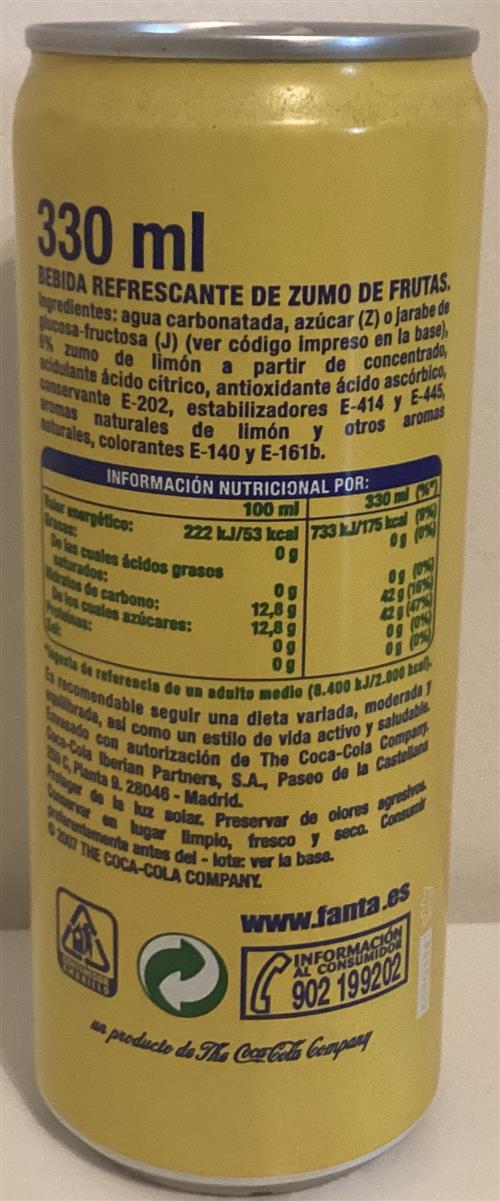 330 ml
BEBIDA REFRESCANTE DE ZUMO DE FRUTAS.
Ingredientes: agua carbonatada, azúcar (Z) o jarabe de
glucosa-fructosa (J) (ver código impreso en la base),
8% zumo de limón a partir de concentrado,
acidulante ácido cítrico, antioxidante ácido ascórbico,
conservante E-202, estabilizadores E-414 y E-445,
aromas naturales de limón y otros aromas
naturales, colorantes E-140 y E-161b.
INFORMACIÓN NUTRICIONAL POR:
100 ml 330 ml (%*)
Valor energético: 222 kJ/53 kcal 733 kJ/175 kcal (9%)
Grasas: 0 g 0 g (0%)
De las cuales ácidos grasos
saturados: 0 g 0 g (0%)
Hidratos de carbono: 12,8 g 42 g (16%)
De los cuales azúcares: 12,8 g 42 g (47%)
Proteínas: 0 g 0 g (0%)
Sal: 0 g 0 g (0%)
*Ingesta de referencia de un adulto medio (8.400 kJ/2.000 kcal).
Es recomendable seguir una dieta variada, moderada y
equilibrada, así como un estilo de vida activo y saludable.
Envasado con autorización de The Coca-Cola Company.
Coca-Cola Iberian Partners, S.A., Paseo de la Castellana
259 C, Planta 9. 28046 - Madrid.
Proteger de la luz solar. Preservar de olores agresivos.
Conservar en lugar limpio, fresco y seco. Consumir
preferentemente antes del - lote: ver la base.
© 2007 THE COCA-COLA COMPANY.
www.fanta.es
INFORMACIÓN
AL CONSUMIDOR
902 199202
AMARILLO
un producto de The Coca-Cola Company